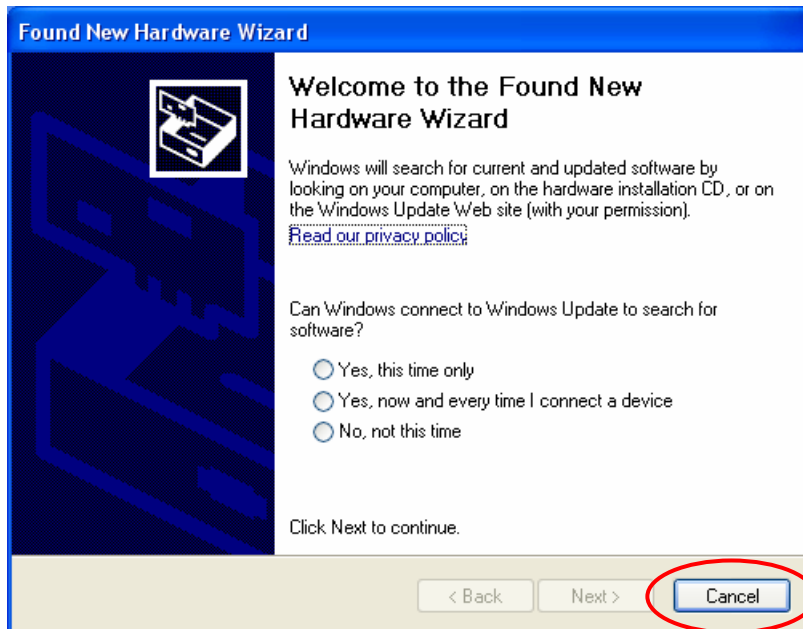 Found New Hardware Wizard
Welcome to the Found New
Hardware Wizard
Windows will search for current and updated software by
looking on your computer, on the hardware installation CD, or on
the Windows Update Web site (with your permission).
Read our privacy policy
Can Windows connect to Windows Update to search for
software?
Yes, this time only
Yes, now and every time I connect a device
No, not this time
Click Next to continue.
< Back Next > Cancel